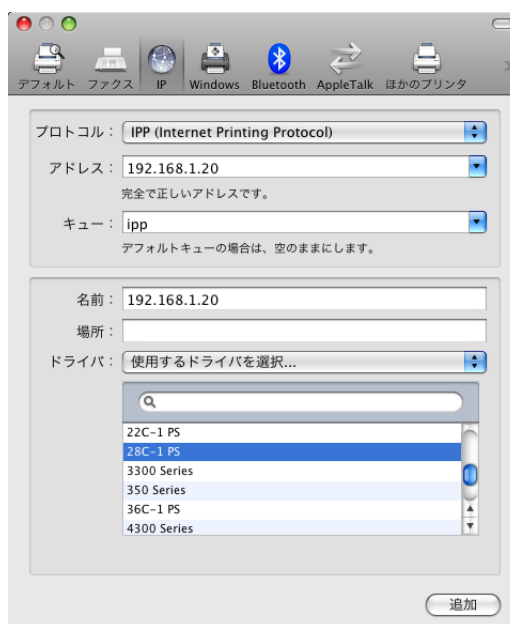 デフォルト ファクス IP Windows Bluetooth AppleTalk ほかのプリンタ
プロトコル： IPP (Internet Printing Protocol)
アドレス： 192.168.1.20
完全で正しいアドレスです。
キュー： ipp
デフォルトキューの場合は、空のままにします。
名前： 192.168.1.20
場所：
ドライバ： 使用するドライバを選択...
22C-1 PS
28C-1 PS
3300 Series
350 Series
36C-1 PS
4300 Series
追加